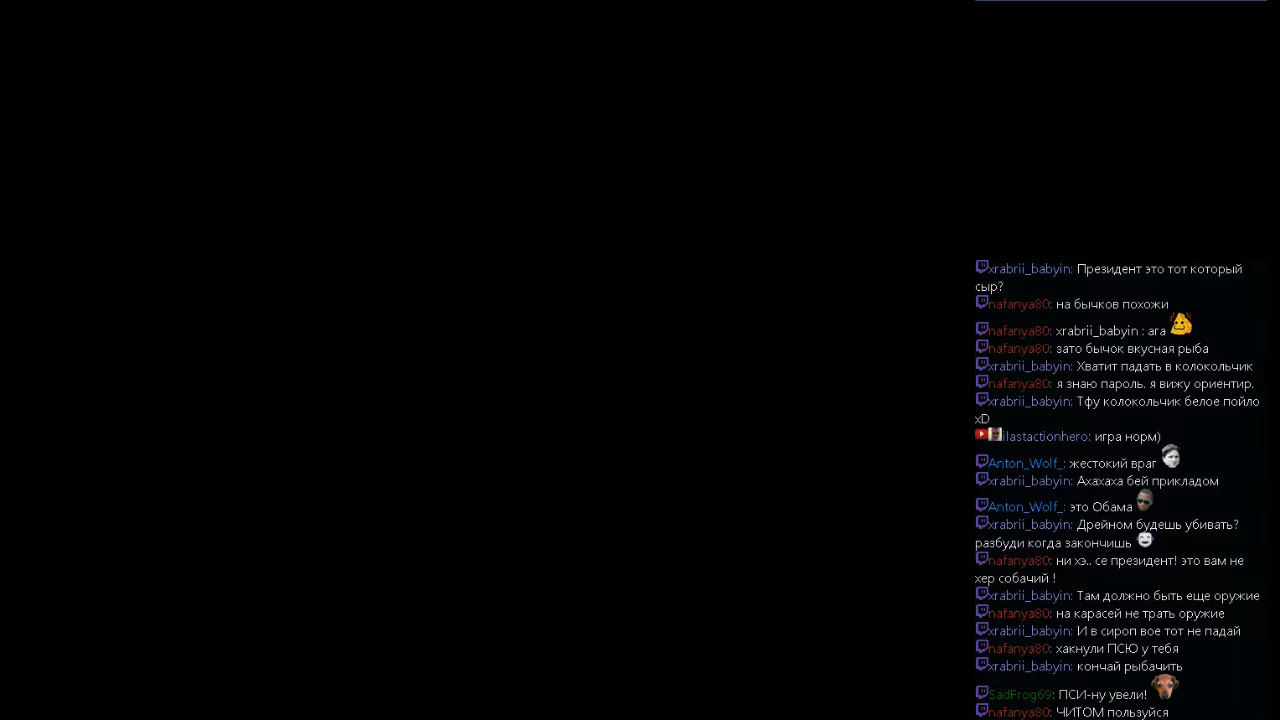 xrabrii_babyin: Президент это тот который
сыр?
nafanya80: на бычков похожи
nafanya80: xrabrii_babyin : ага
nafanya80: зато бычок вкусная рыба
xrabrii_babyin: Хватит падать в колокольчик
nafanya80: я знаю пароль. я вижу ориентир.
xrabrii_babyin: Тфу колокольчик белое пойло
xD
ilastactionhero: игра норм)
Anton_Wolf_: жестокий враг
xrabrii_babyin: Ахахаха бей прикладом
Anton_Wolf_: это Обама
xrabrii_babyin: Дрейном будешь убивать?
разбуди когда закончишь
nafanya80: ни хэ.. се президент! это вам не
хер собачий !
xrabrii_babyin: Там должно быть еще оружие
nafanya80: на карасей не трать оружие
xrabrii_babyin: И в сироп вое тот не падай
nafanya80: хакнули ПСЮ у тебя
xrabrii_babyin: кончай рыбачить
SadFrog69: ПСИ-ну увели!
nafanya80: ЧИТОМ пользуйся